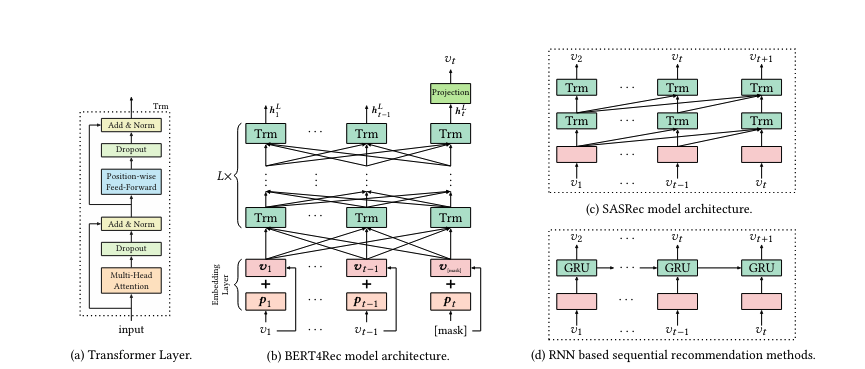 Trm
Add & Norm
Dropout
Position-wise
Feed-Forward
Add & Norm
Dropout
Multi-Head
Attention
input
(a) Transformer Layer.
v_t
Projection
h_1^L h_{t-1}^L h_t^L
Trm ··· Trm Trm
L×
Trm ··· Trm Trm
Embedding
Layer
v_1 ··· v_{t-1} v_{[mask]}
+ + +
p_1 ··· p_{t-1} p_t
v_1 ··· v_{t-1} [mask]
(b) BERT4Rec model architecture.
v_2 ··· v_t v_{t+1}
Trm ··· Trm Trm
Trm ··· Trm Trm
v_1 ··· v_{t-1} v_t
(c) SASRec model architecture.
v_2 ··· v_t v_{t+1}
GRU ··· GRU GRU
v_1 ··· v_{t-1} v_t
(d) RNN based sequential recommendation methods.